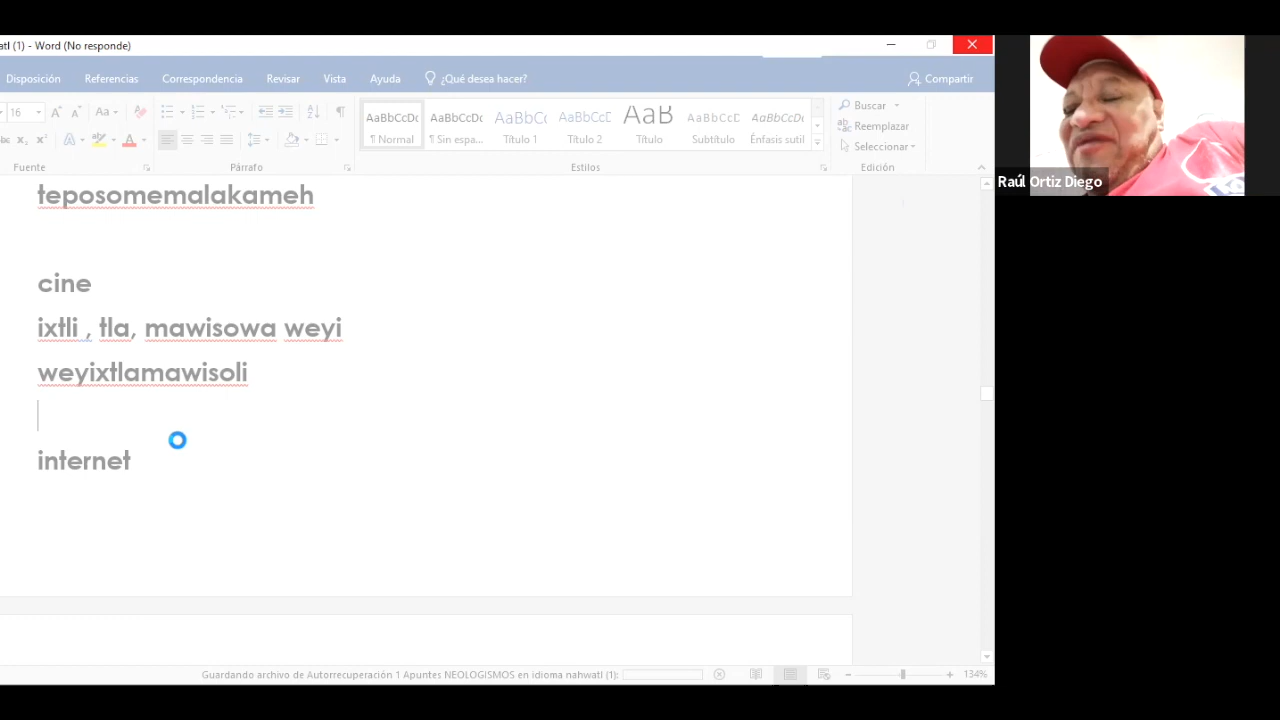 atl (1) - Word (No responde)
Disposición Referencias Correspondencia Revisar Vista Ayuda ¿Qué desea hacer? Compartir
16 Aa AaBbCcDc AaBbCcDc AaBbCc AaBbCcD AaB AaBbCcD AaBbCcDc Buscar
¶ Normal ¶ Sin espa... Título 1 Título 2 Título Subtítulo Énfasis sutil Reemplazar
Seleccionar
Fuente Párrafo Estilos Edición
teposomemalakameh
cine
ixtli , tla, mawisowa weyi
weyixtlamawisoli
internet
Guardando archivo de Autorrecuperación 1 Apuntes NEOLOGISMOS en idioma nahwatl (1): 134%
Raúl Ortiz Diego